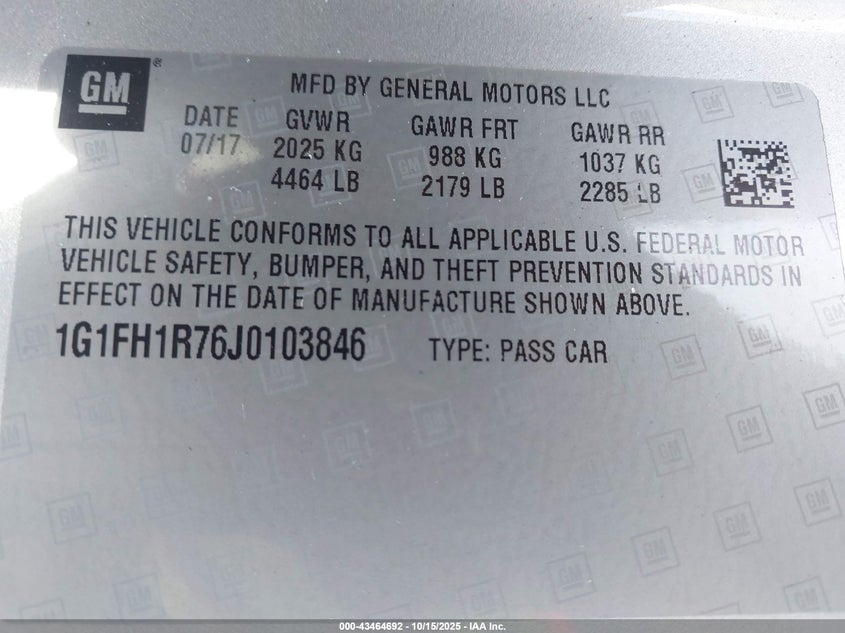 GM
®
MFD BY GENERAL MOTORS LLC
DATE GVWR GAWR FRT GAWR RR
07/17 2025 KG 988 KG 1037 KG
4464 LB 2179 LB 2285 LB
THIS VEHICLE CONFORMS TO ALL APPLICABLE U.S. FEDERAL MOTOR
VEHICLE SAFETY, BUMPER, AND THEFT PREVENTION STANDARDS IN
EFFECT ON THE DATE OF MANUFACTURE SHOWN ABOVE.
1G1FH1R76J0103846 TYPE: PASS CAR
000-43464692 - 10/15/2025 - IAA Inc.